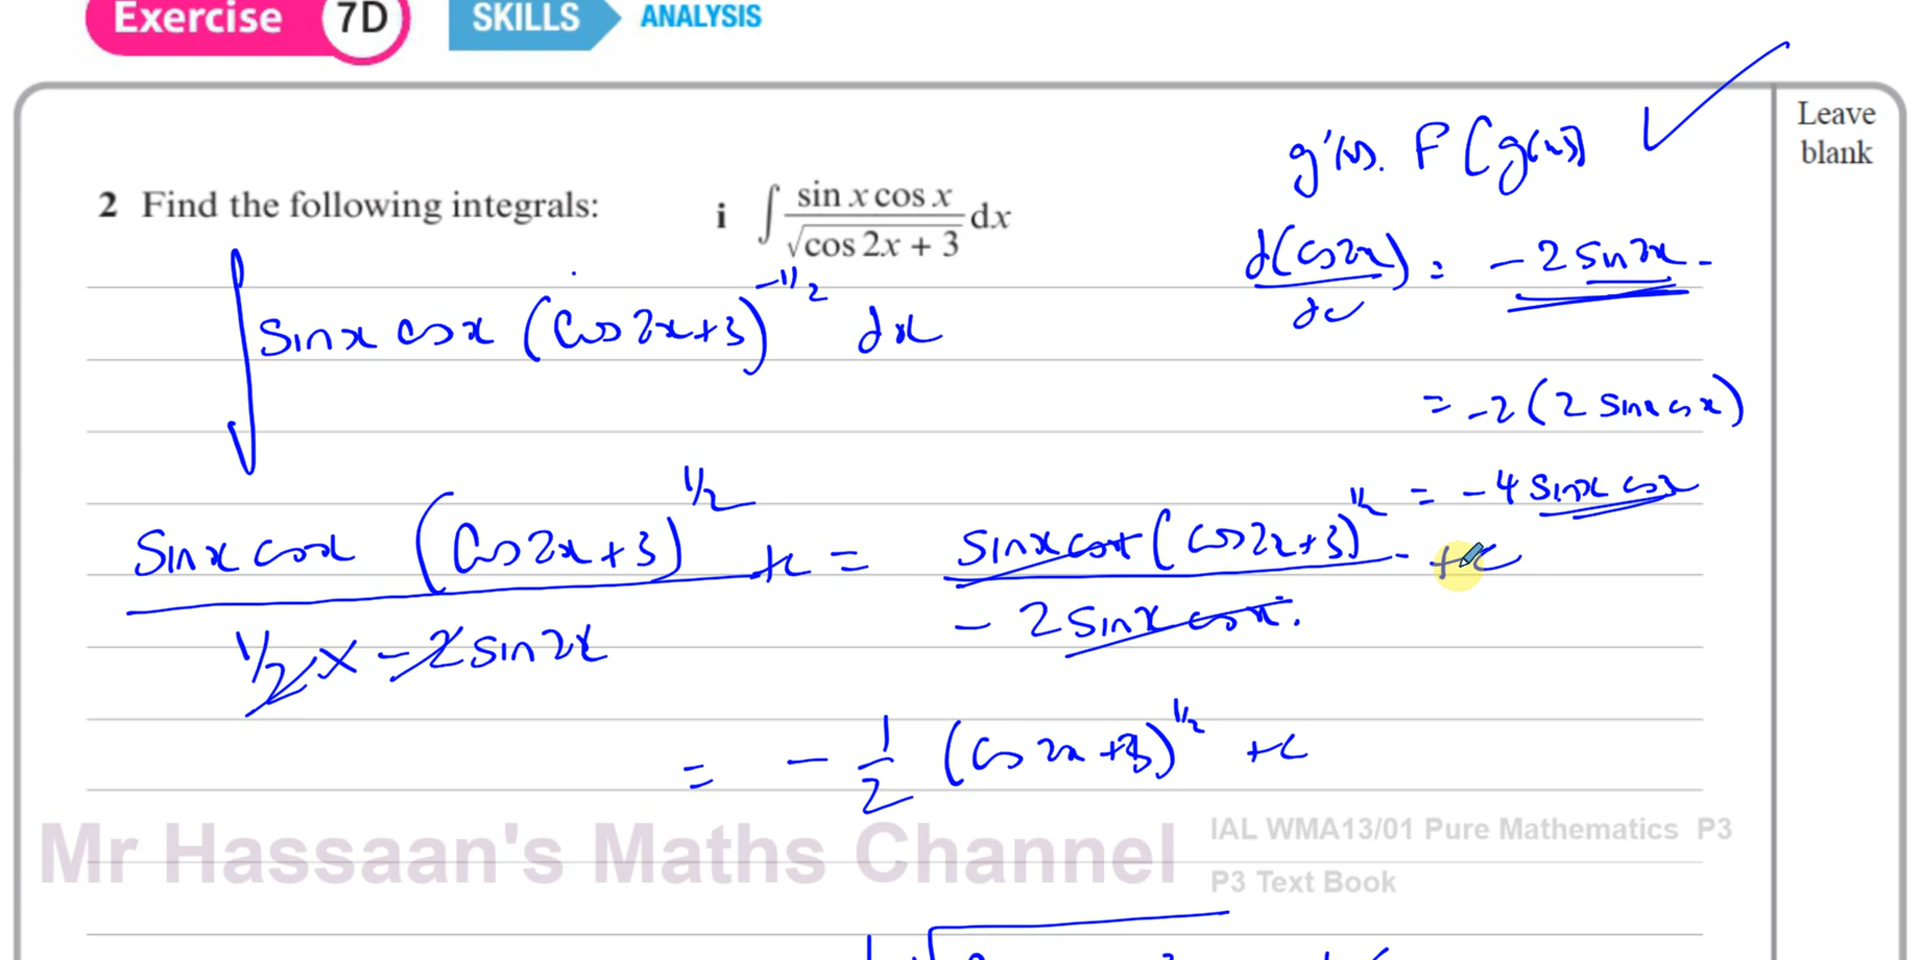 Exercise 7D SKILLS ANALYSIS
Leave blank
g'(x). F(g(x)) ✓
2 Find the following integrals: i ∫ sin x cos x / √(cos 2x + 3) dx
d(cos2x)/dx = -2 sin2x.
∫ sinx cosx (cos2x+3)^-1/2 dx
= -2(2 sinx cosx)
= -4 sinx cosx
sinx cosx (cos2x+3)^1/2 / 1/2 x -2sin2x +c = sinx cosx (cos2x+3)^1/2 / -2sinx cosx. +c
= -1/2 (cos2x+3)^1/2 +c
Mr Hassaan's Maths Channel
IAL WMA13/01 Pure Mathematics P3
P3 Text Book